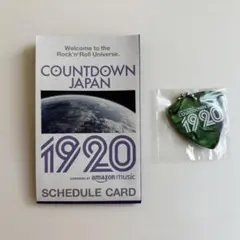 Welcome to the
Rock'n'Roll Universe.
COUNTDOWN
JAPAN
1920
amazon music
SCHEDULE CARD
1920